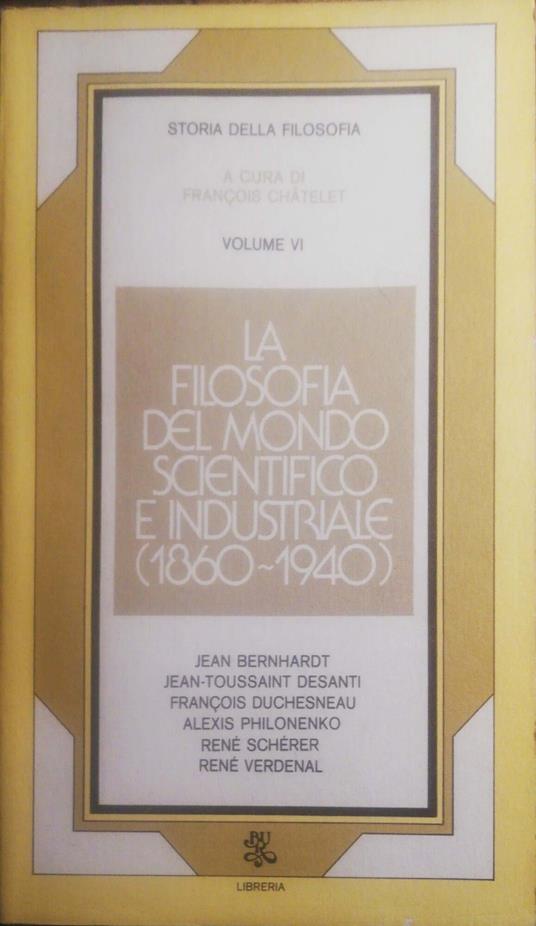 STORIA DELLA FILOSOFIA
A CURA DI
FRANÇOIS CHÂTELET
VOLUME VI
LA
FILOSOFIA
DEL MONDO
SCIENTIFICO
E INDUSTRIALE
(1860~1940)
JEAN BERNHARDT
JEAN-TOUSSAINT DESANTI
FRANÇOIS DUCHESNEAU
ALEXIS PHILONENKO
RENÉ SCHÉRER
RENÉ VERDENAL
BUR
LIBRERIA